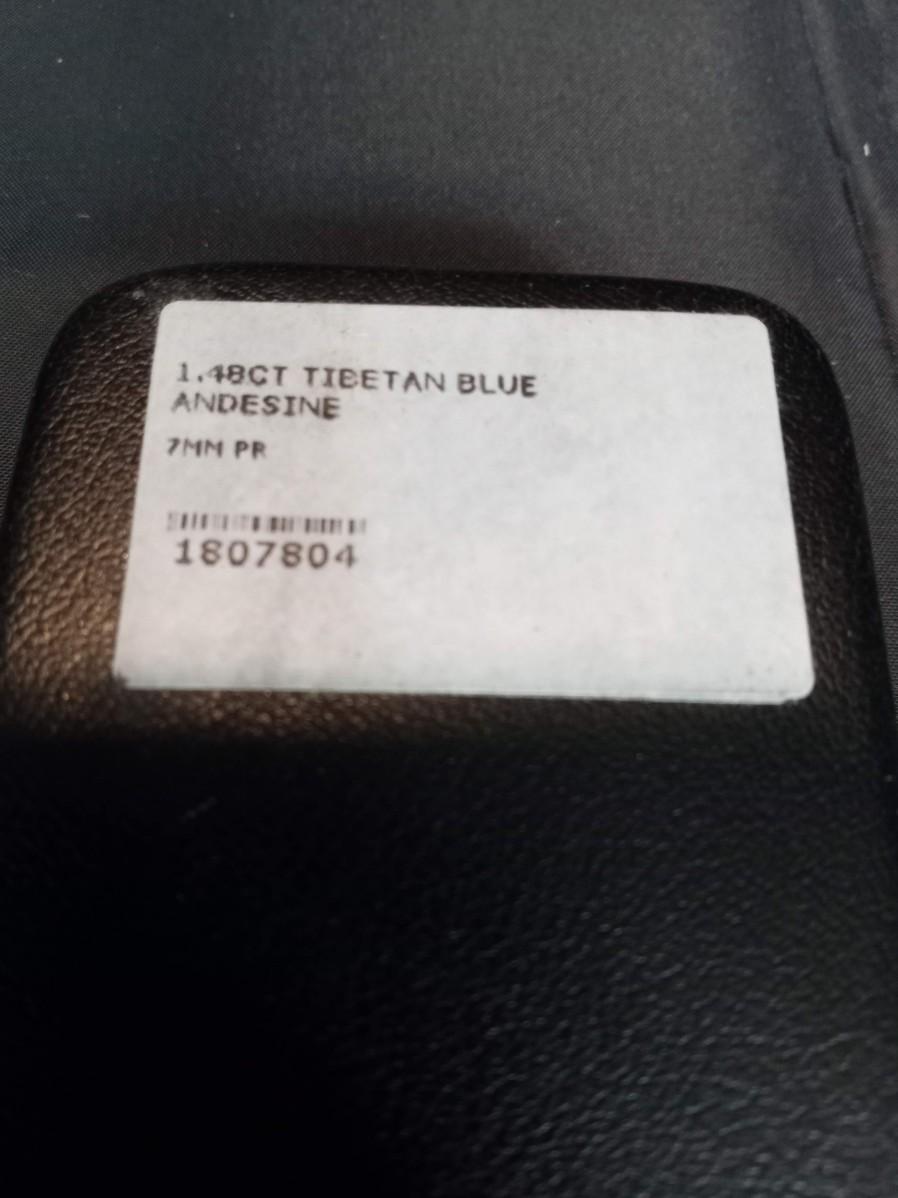 1.48CT TIBETAN BLUE
ANDESINE
7MM PR
1807804